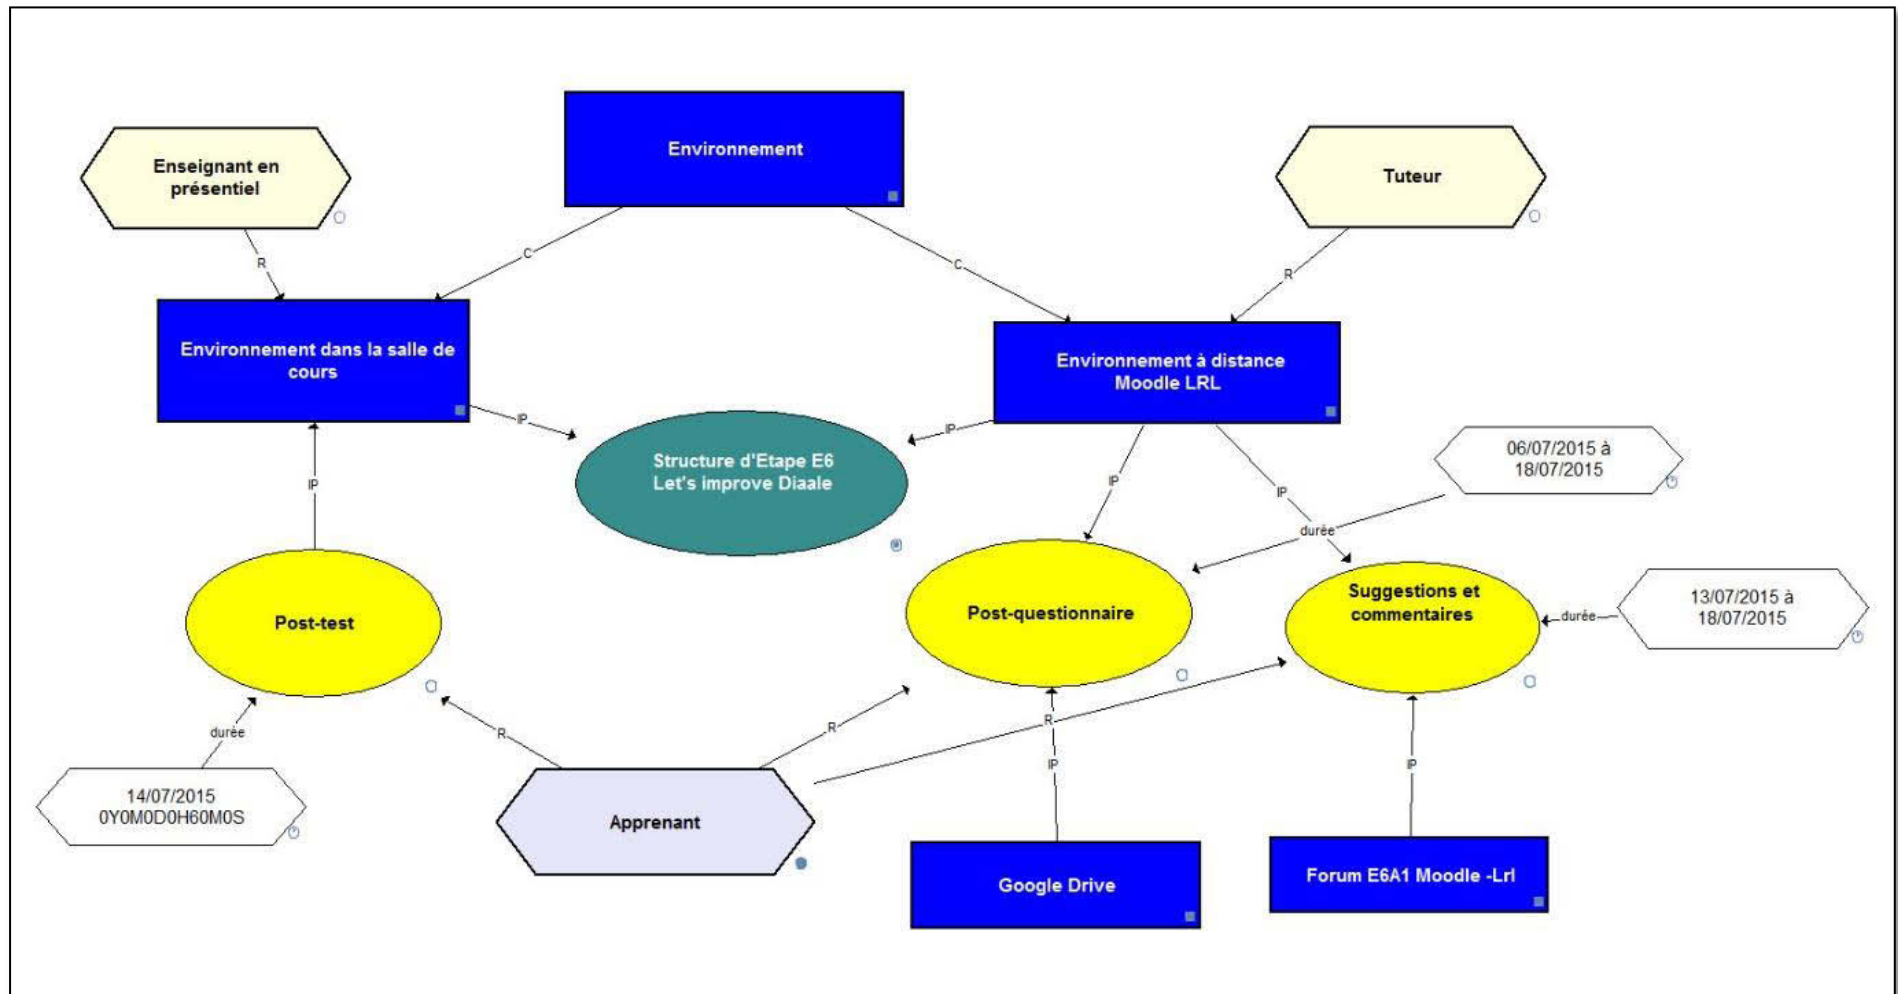 Environnement
Enseignant en
présentiel
Tuteur
C
C
R
R
Environnement dans la salle de
cours
Environnement à distance
Moodle LRL
IP
IP
Structure d'Etape E6
Let's improve Diaale
06/07/2015 à
18/07/2015
IP
IP
IP
durée
Post-test
Post-questionnaire
Suggestions et
commentaires
13/07/2015 à
18/07/2015
durée
durée
R
R
R
IP
IP
14/07/2015
0Y0M0D0H60M0S
Apprenant
Google Drive
Forum E6A1 Moodle -Lrl